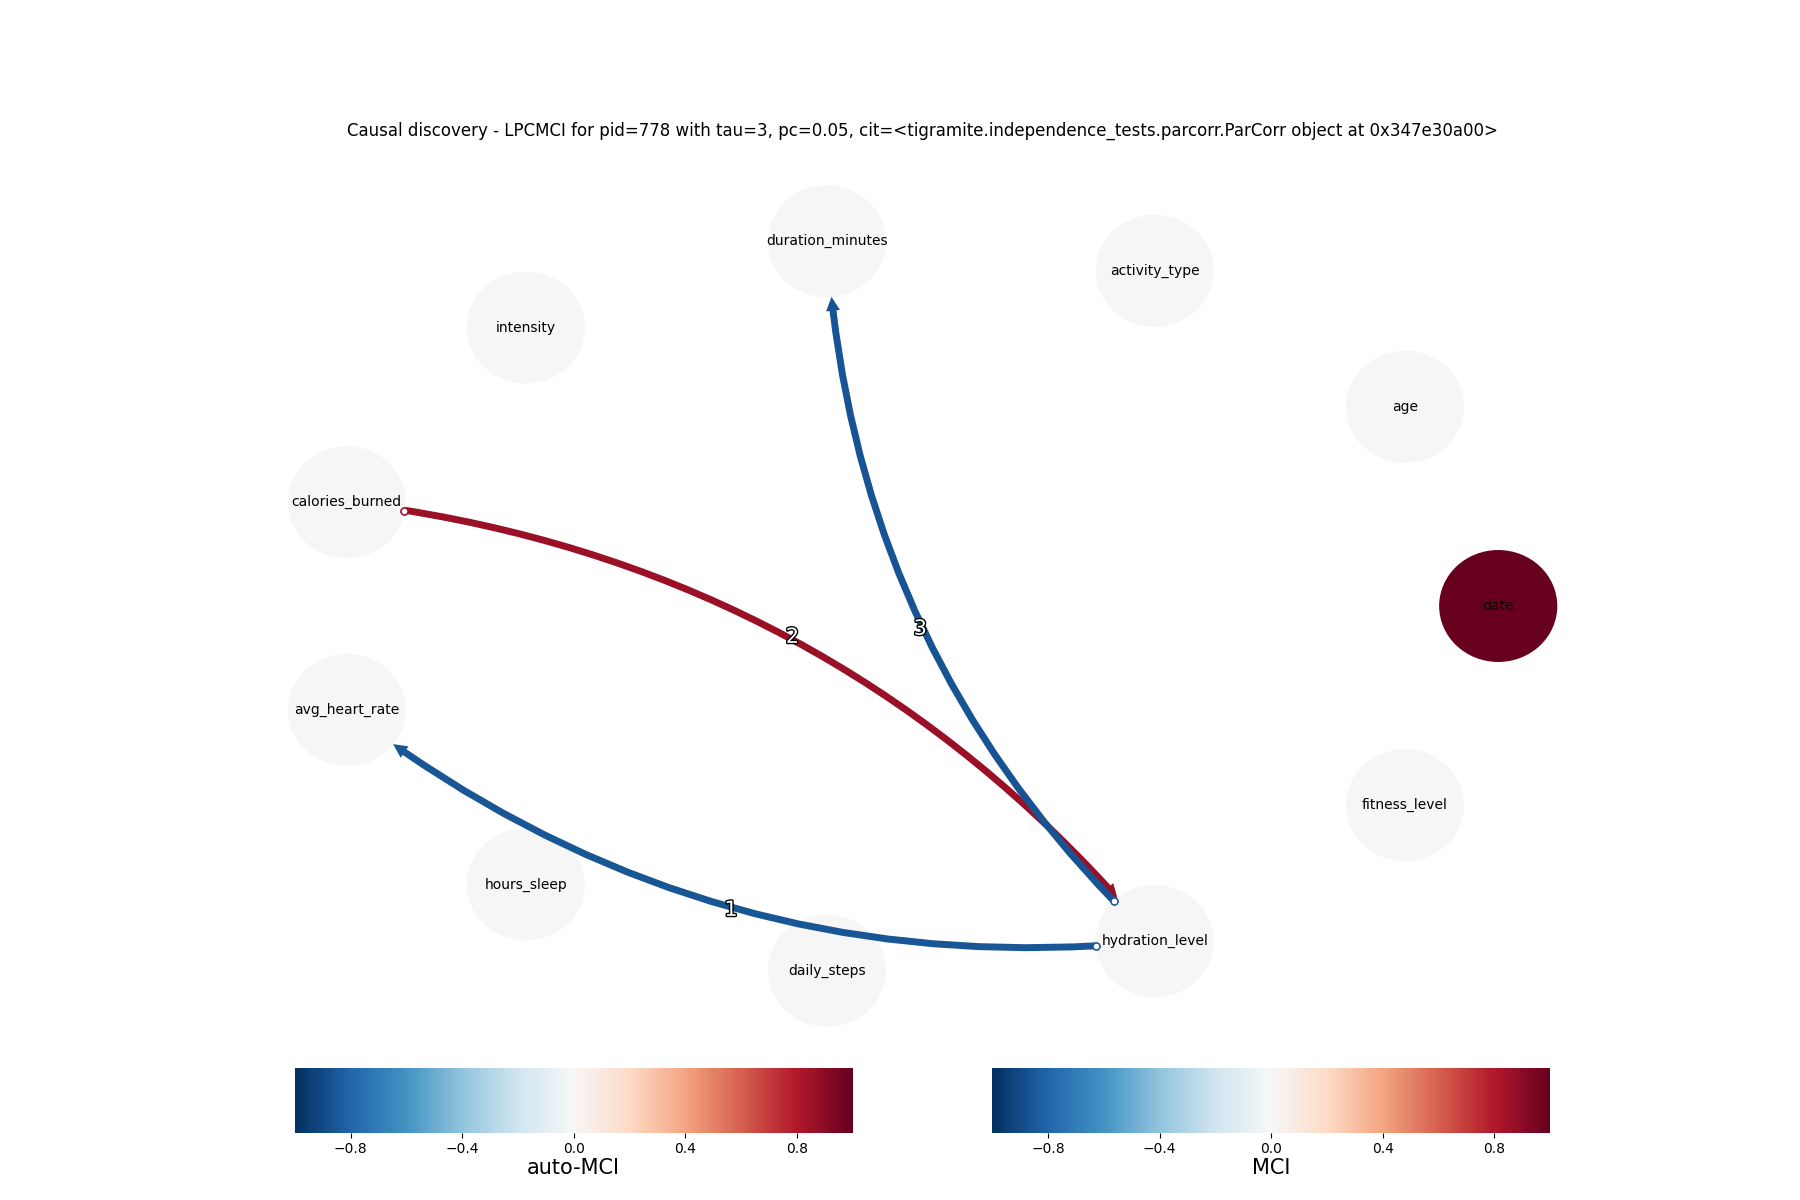 Causal discovery - LPCMCI for pid=778 with tau=3, pc=0.05, cit=<tigramite.independence_tests.parcorr.ParCorr object at 0x347e30a00>
duration_minutes
activity_type
intensity
age
calories_burned
date
3
2
avg_heart_rate
fitness_level
hours_sleep
1
hydration_level
daily_steps
−0.8 −0.4 0.0 0.4 0.8
auto-MCI
−0.8 −0.4 0.0 0.4 0.8
MCI